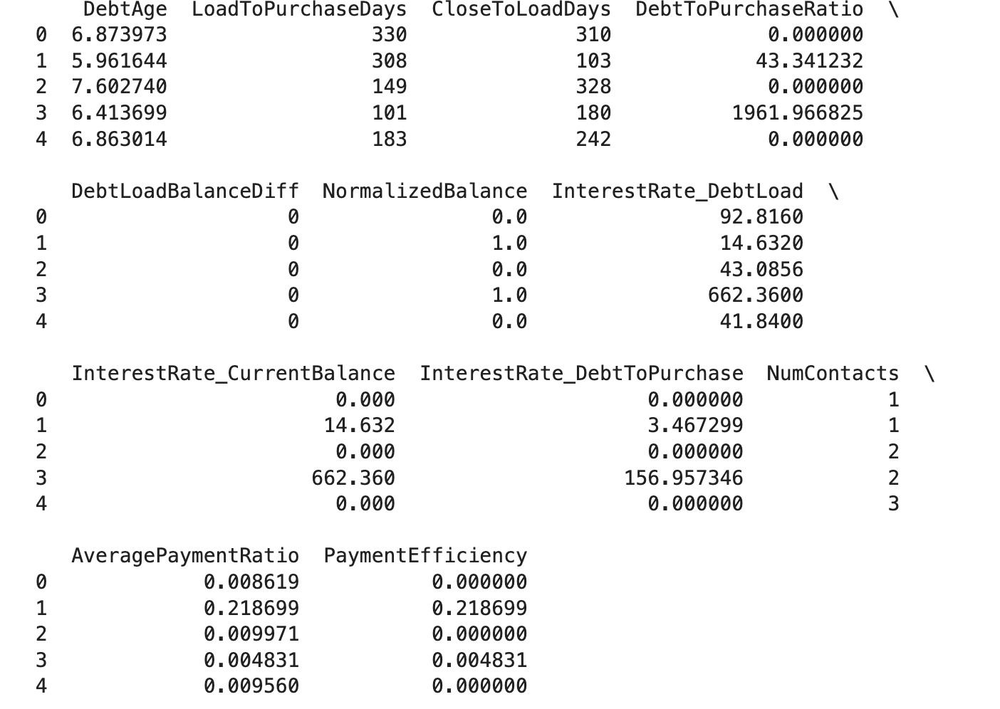 DebtAge  LoadToPurchaseDays  CloseToLoadDays  DebtToPurchaseRatio  \
0  6.873973  330  310  0.000000
1  5.961644  308  103  43.341232
2  7.602740  149  328  0.000000
3  6.413699  101  180  1961.966825
4  6.863014  183  242  0.000000
DebtLoadBalanceDiff  NormalizedBalance  InterestRate_DebtLoad  \
0  0  0.0  92.8160
1  0  1.0  14.6320
2  0  0.0  43.0856
3  0  1.0  662.3600
4  0  0.0  41.8400
InterestRate_CurrentBalance  InterestRate_DebtToPurchase  NumContacts  \
0  0.000  0.000000  1
1  14.632  3.467299  1
2  0.000  0.000000  2
3  662.360  156.957346  2
4  0.000  0.000000  3
AveragePaymentRatio  PaymentEfficiency
0  0.008619  0.000000
1  0.218699  0.218699
2  0.009971  0.000000
3  0.004831  0.004831
4  0.009560  0.000000